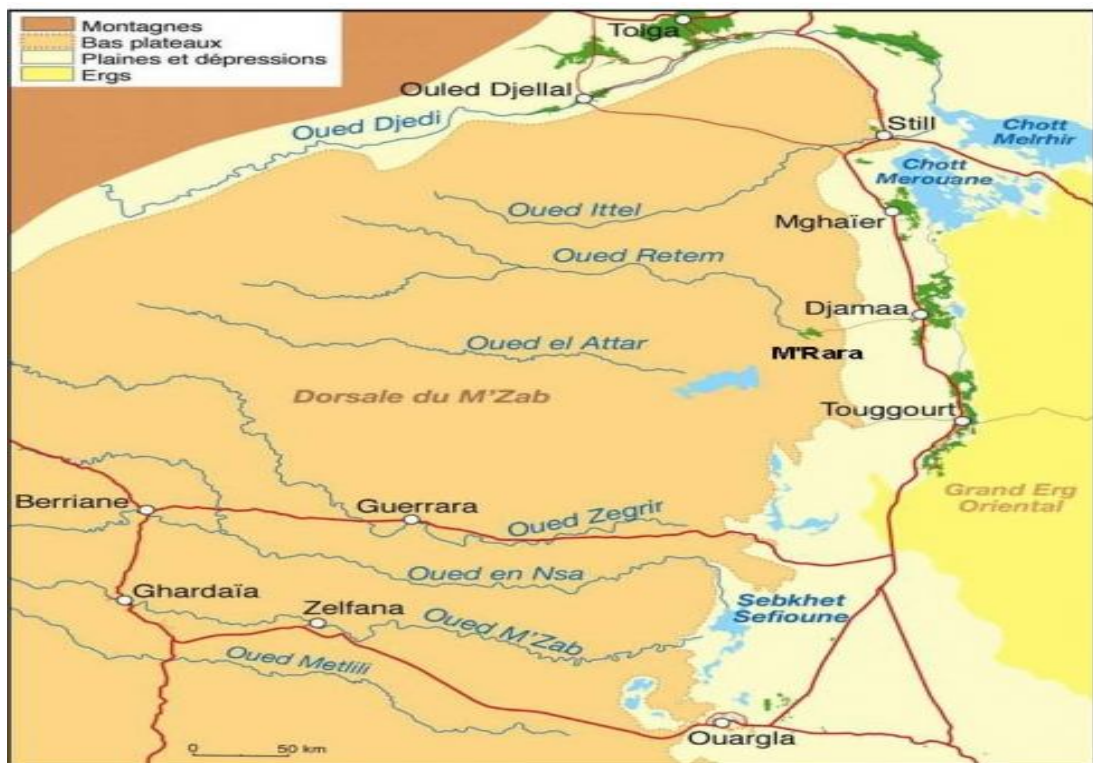 Montagnes
Bas plateaux
Plaines et dépressions
Ergs
Tolga
Ouled Djellal
Oued Djedi
Still
Chott
Melrhir
Chott
Merouane
Oued Ittel
Mghaïer
Oued Retem
Djamaa
Oued el Attar
M'Rara
Dorsale du M'Zab
Touggourt
Berriane
Guerrara
Oued Zegrir
Grand Erg
Oriental
Oued en Nsa
Ghardaïa
Zelfana
Sebkhet
Sefioune
Oued M'Zab
Oued Metlili
Ouargla
0 50 km